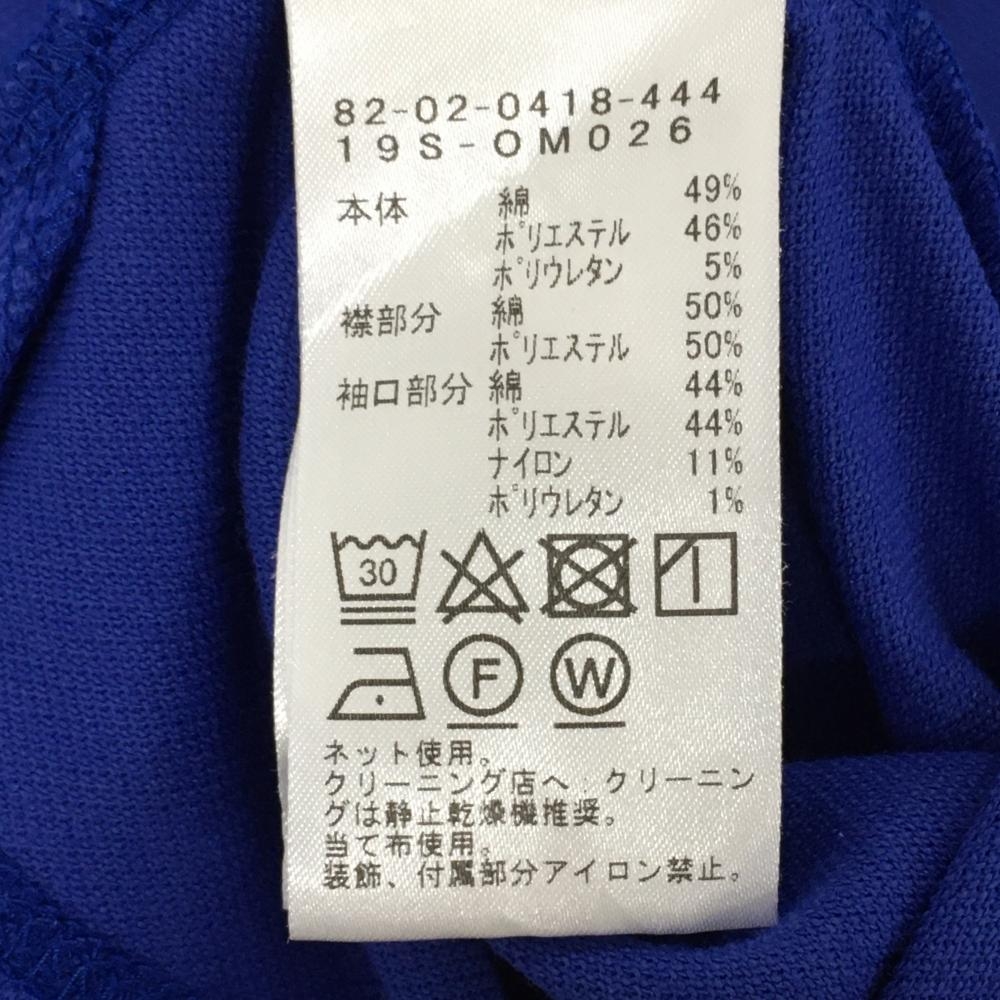 82-02-0418-444
19S-OM026
本体 綿 49%
ポリエステル 46%
ポリウレタン 5%
襟部分 綿 50%
ポリエステル 50%
袖口部分 綿 44%
ポリエステル 44%
ナイロン 11%
ポリウレタン 1%
30
F W
ネット使用。
クリーニング店へ:クリーニン
グは静止乾燥機推奨。
当て布使用。
装飾、付属部分アイロン禁止。